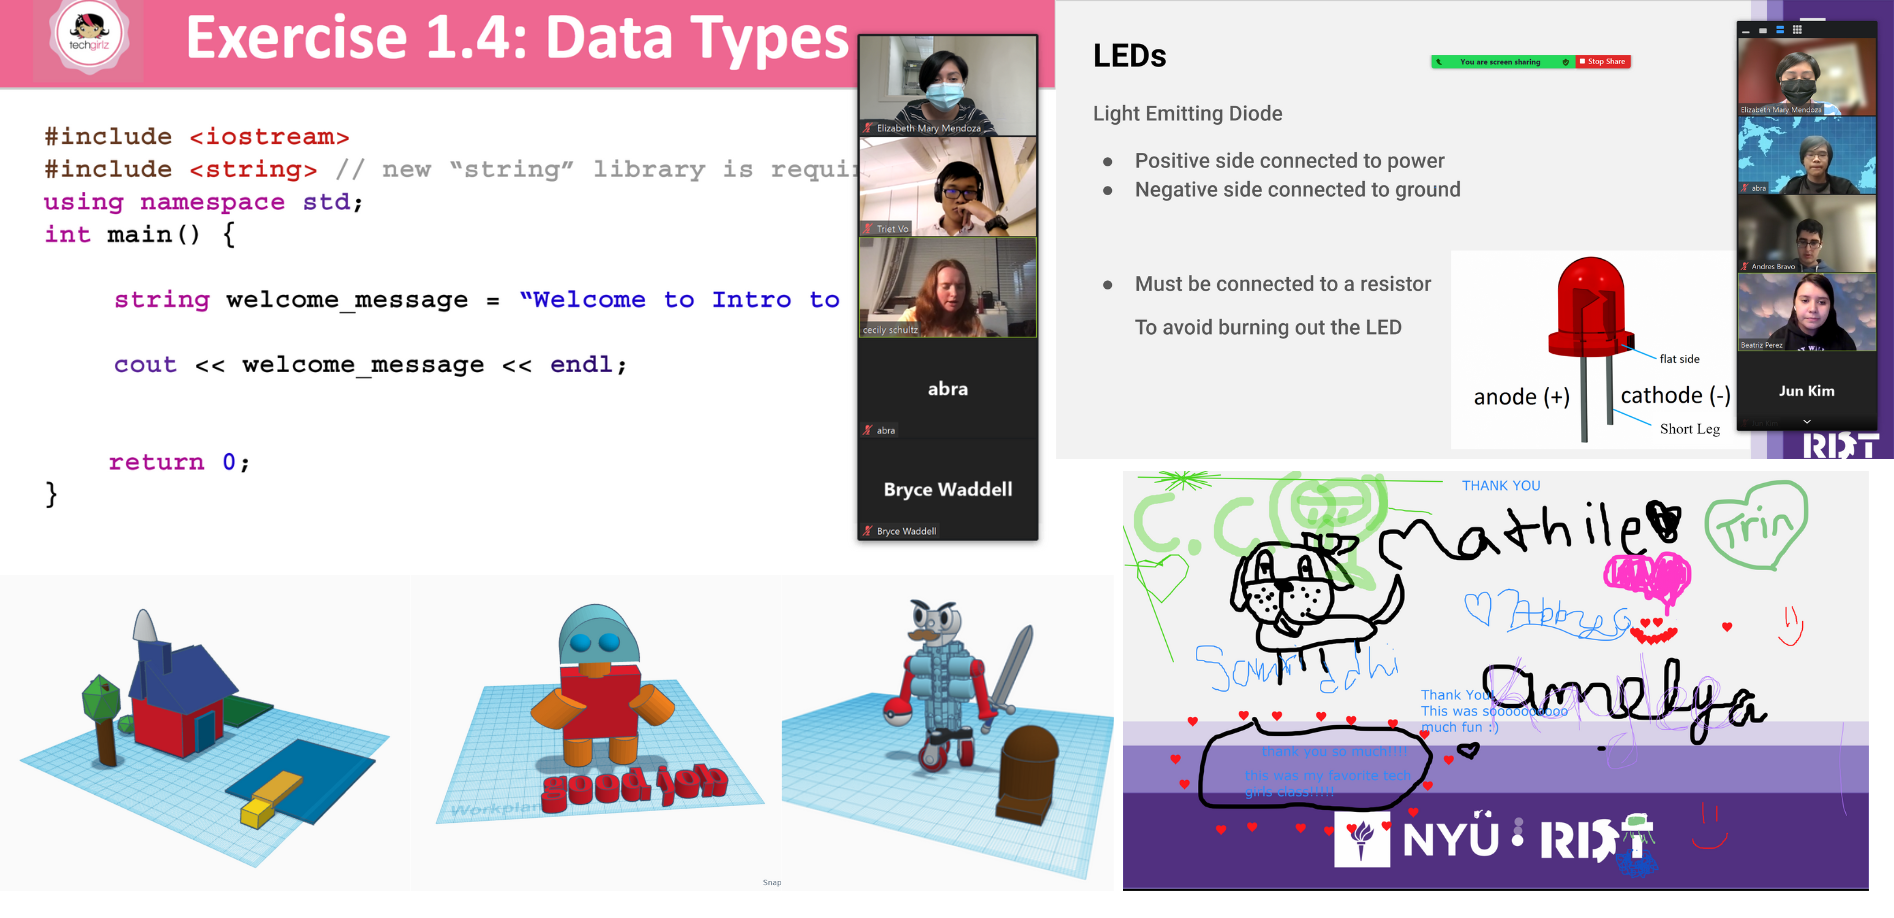 techgirlz
Exercise 1.4: Data Types
#include <iostream>
#include <string> // new “string” library is requi
using namespace std;
int main() {
string welcome_message = “Welcome to Intro to
cout << welcome_message << endl;
return 0;
}
Elizabeth Mary Mendoza
Triet Vo
cecily schultz
abra
abra
Bryce Waddell
Bryce Waddell
LEDs
You are screen sharing
Stop Share
Light Emitting Diode
● Positive side connected to power
● Negative side connected to ground
● Must be connected to a resistor
To avoid burning out the LED
flat side
anode (+)
cathode (-)
Short Leg
Elizabeth Mary Mendoza
abra
Andres Bravo
Beatriz Perez
Jun Kim
good job
Workplan
Snap
THANK YOU
C.C
mathile
Trin
Abbye
Samriddhi
amelya
Thank You!
This was sooooooooooo
much fun :)
thank you so much!!!!
this was my favorite tech
girls class!!!!!
NYU